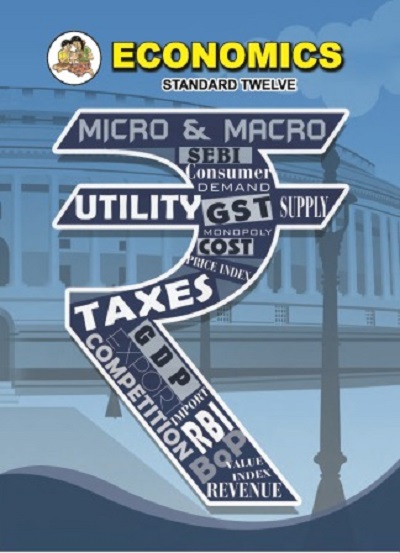 ECONOMICS
STANDARD TWELVE
MICRO & MACRO
SEBI
Consumer
DEMAND
UTILITY GST SUPPLY
MONOPOLY
COST
PRICE INDEX
TAXES
GDP
EXPORT
COMPETITION
IMPORT
RBI
BOP
VALUE
INDEX
REVENUE